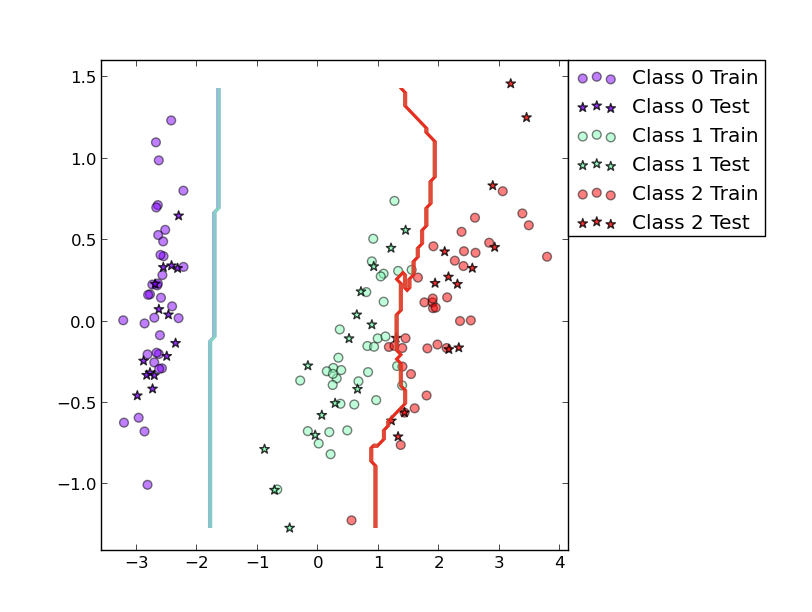 1.5
1.0
0.5
0.0
−0.5
−1.0
−3 −2 −1 0 1 2 3 4
Class 0 Train
Class 0 Test
Class 1 Train
Class 1 Test
Class 2 Train
Class 2 Test